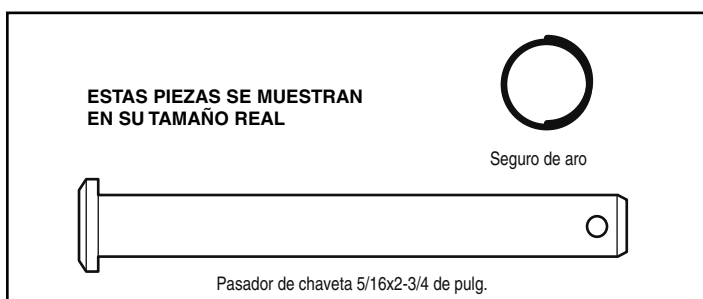 ESTAS PIEZAS SE MUESTRAN
EN SU TAMAÑO REAL
Seguro de aro
Pasador de chaveta 5/16x2-3/4 de pulg.